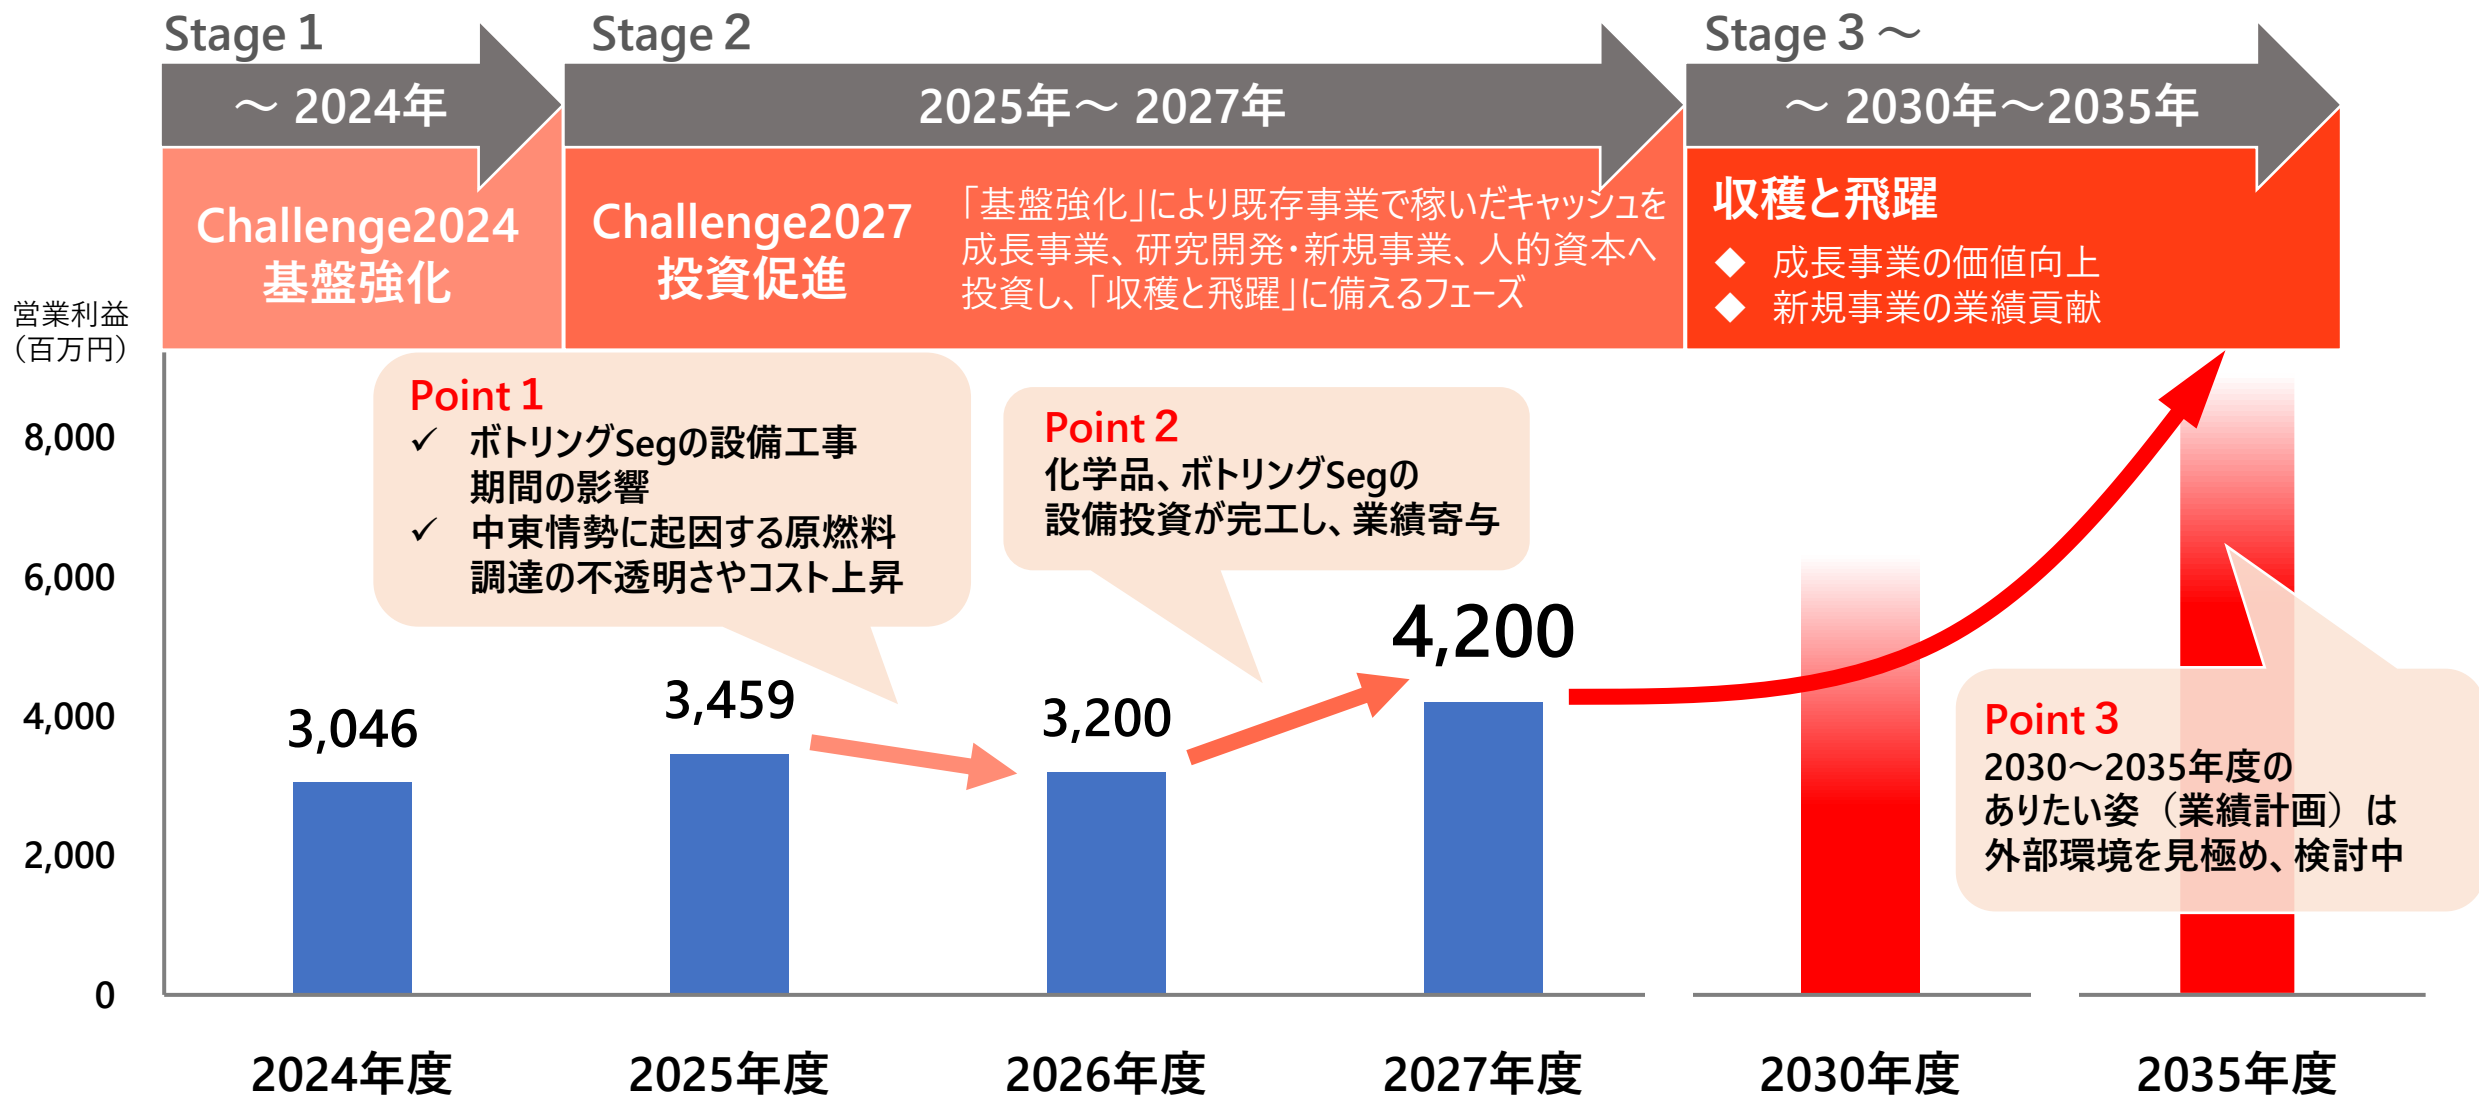 Stage 1
Stage 2
Stage 3 ～
～ 2024年
2025年～ 2027年
～ 2030年～2035年
Challenge2024
基盤強化
Challenge2027
投資促進
「基盤強化」により既存事業で稼いだキャッシュを
成長事業、研究開発・新規事業、人的資本へ
投資し、「収穫と飛躍」に備えるフェーズ
収穫と飛躍
◆ 成長事業の価値向上
◆ 新規事業の業績貢献
営業利益
（百万円）
8,000
6,000
4,000
2,000
0
Point 1
✓ ボトリングSegの設備工事
期間の影響
✓ 中東情勢に起因する原燃料
調達の不透明さやコスト上昇
Point 2
化学品、ボトリングSegの
設備投資が完工し、業績寄与
Point 3
2030～2035年度の
ありたい姿（業績計画）は
外部環境を見極め、検討中
3,046
3,459
3,200
4,200
2024年度
2025年度
2026年度
2027年度
2030年度
2035年度